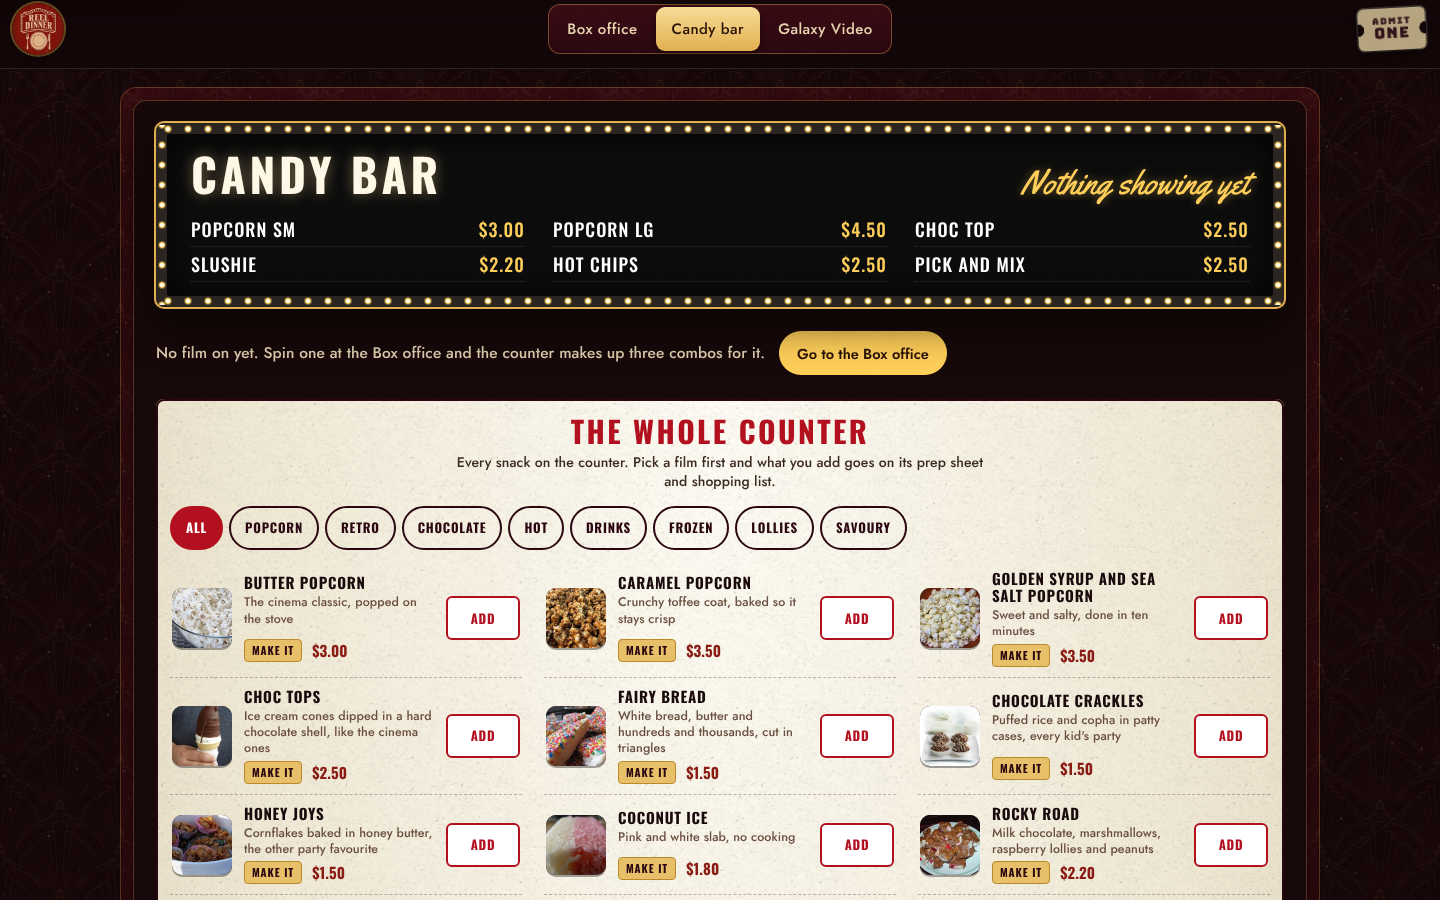 REEL
DINNER
Box office
Candy bar
Galaxy Video
ADMIT
ONE
CANDY BAR
Nothing showing yet
POPCORN SM $3.00
POPCORN LG $4.50
CHOC TOP $2.50
SLUSHIE $2.20
HOT CHIPS $2.50
PICK AND MIX $2.50
No film on yet. Spin one at the Box office and the counter makes up three combos for it.
Go to the Box office
THE WHOLE COUNTER
Every snack on the counter. Pick a film first and what you add goes on its prep sheet
and shopping list.
ALL
POPCORN
RETRO
CHOCOLATE
HOT
DRINKS
FROZEN
LOLLIES
SAVOURY
BUTTER POPCORN
The cinema classic, popped on
the stove
MAKE IT $3.00
ADD
CARAMEL POPCORN
Crunchy toffee coat, baked so it
stays crisp
MAKE IT $3.50
ADD
GOLDEN SYRUP AND SEA
SALT POPCORN
Sweet and salty, done in ten
minutes
MAKE IT $3.50
ADD
CHOC TOPS
Ice cream cones dipped in a hard
chocolate shell, like the cinema
ones
MAKE IT $2.50
ADD
FAIRY BREAD
White bread, butter and
hundreds and thousands, cut in
triangles
MAKE IT $1.50
ADD
CHOCOLATE CRACKLES
Puffed rice and copha in patty
cases, every kid's party
MAKE IT $1.50
ADD
HONEY JOYS
Cornflakes baked in honey butter,
the other party favourite
MAKE IT $1.50
ADD
COCONUT ICE
Pink and white slab, no cooking
MAKE IT $1.80
ADD
ROCKY ROAD
Milk chocolate, marshmallows,
raspberry lollies and peanuts
MAKE IT $2.20
ADD